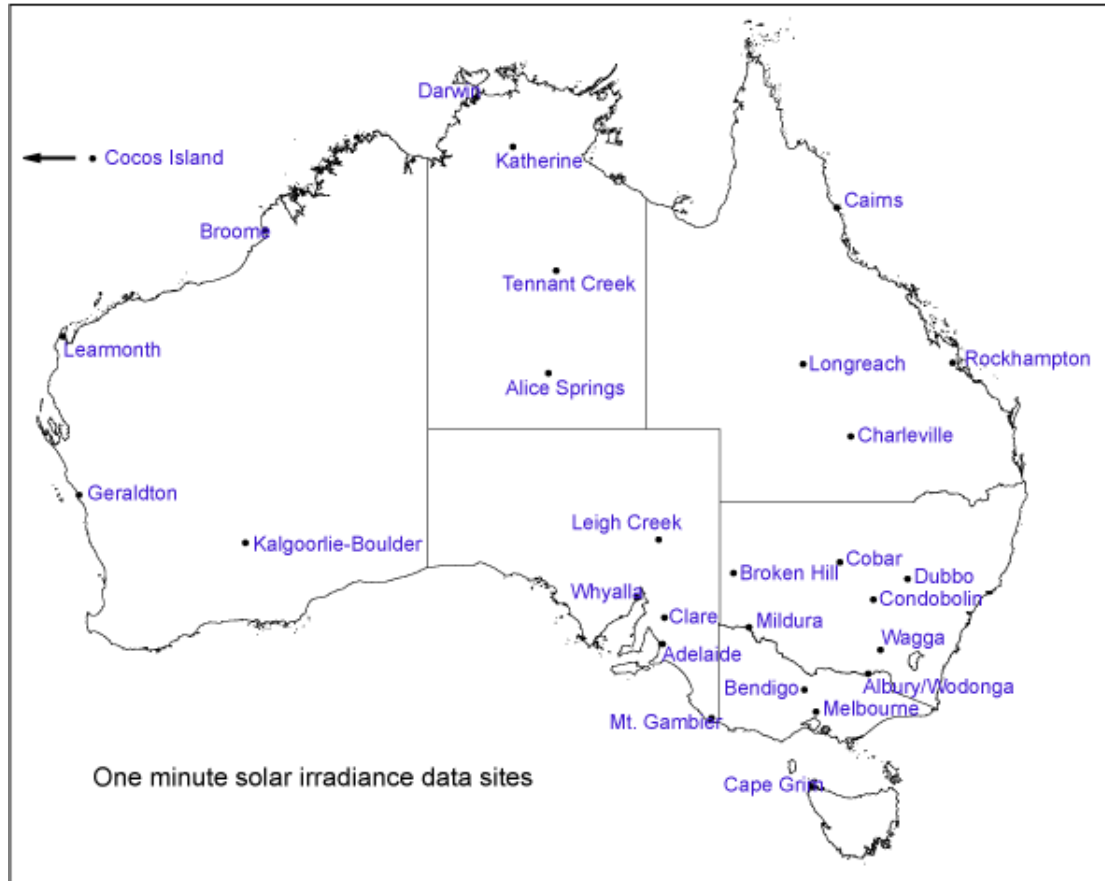 Darwin
Cocos Island
Katherine
Cairns
Broome
Tennant Creek
Learmonth
Longreach
Rockhampton
Alice Springs
Charleville
Geraldton
Leigh Creek
Kalgoorlie-Boulder
Cobar
Broken Hill
Dubbo
Whyalla
Condobolin
Clare
Mildura
Wagga
Adelaide
Albury/Wodonga
Bendigo
Melbourne
Mt. Gambier
One minute solar irradiance data sites
Cape Grim